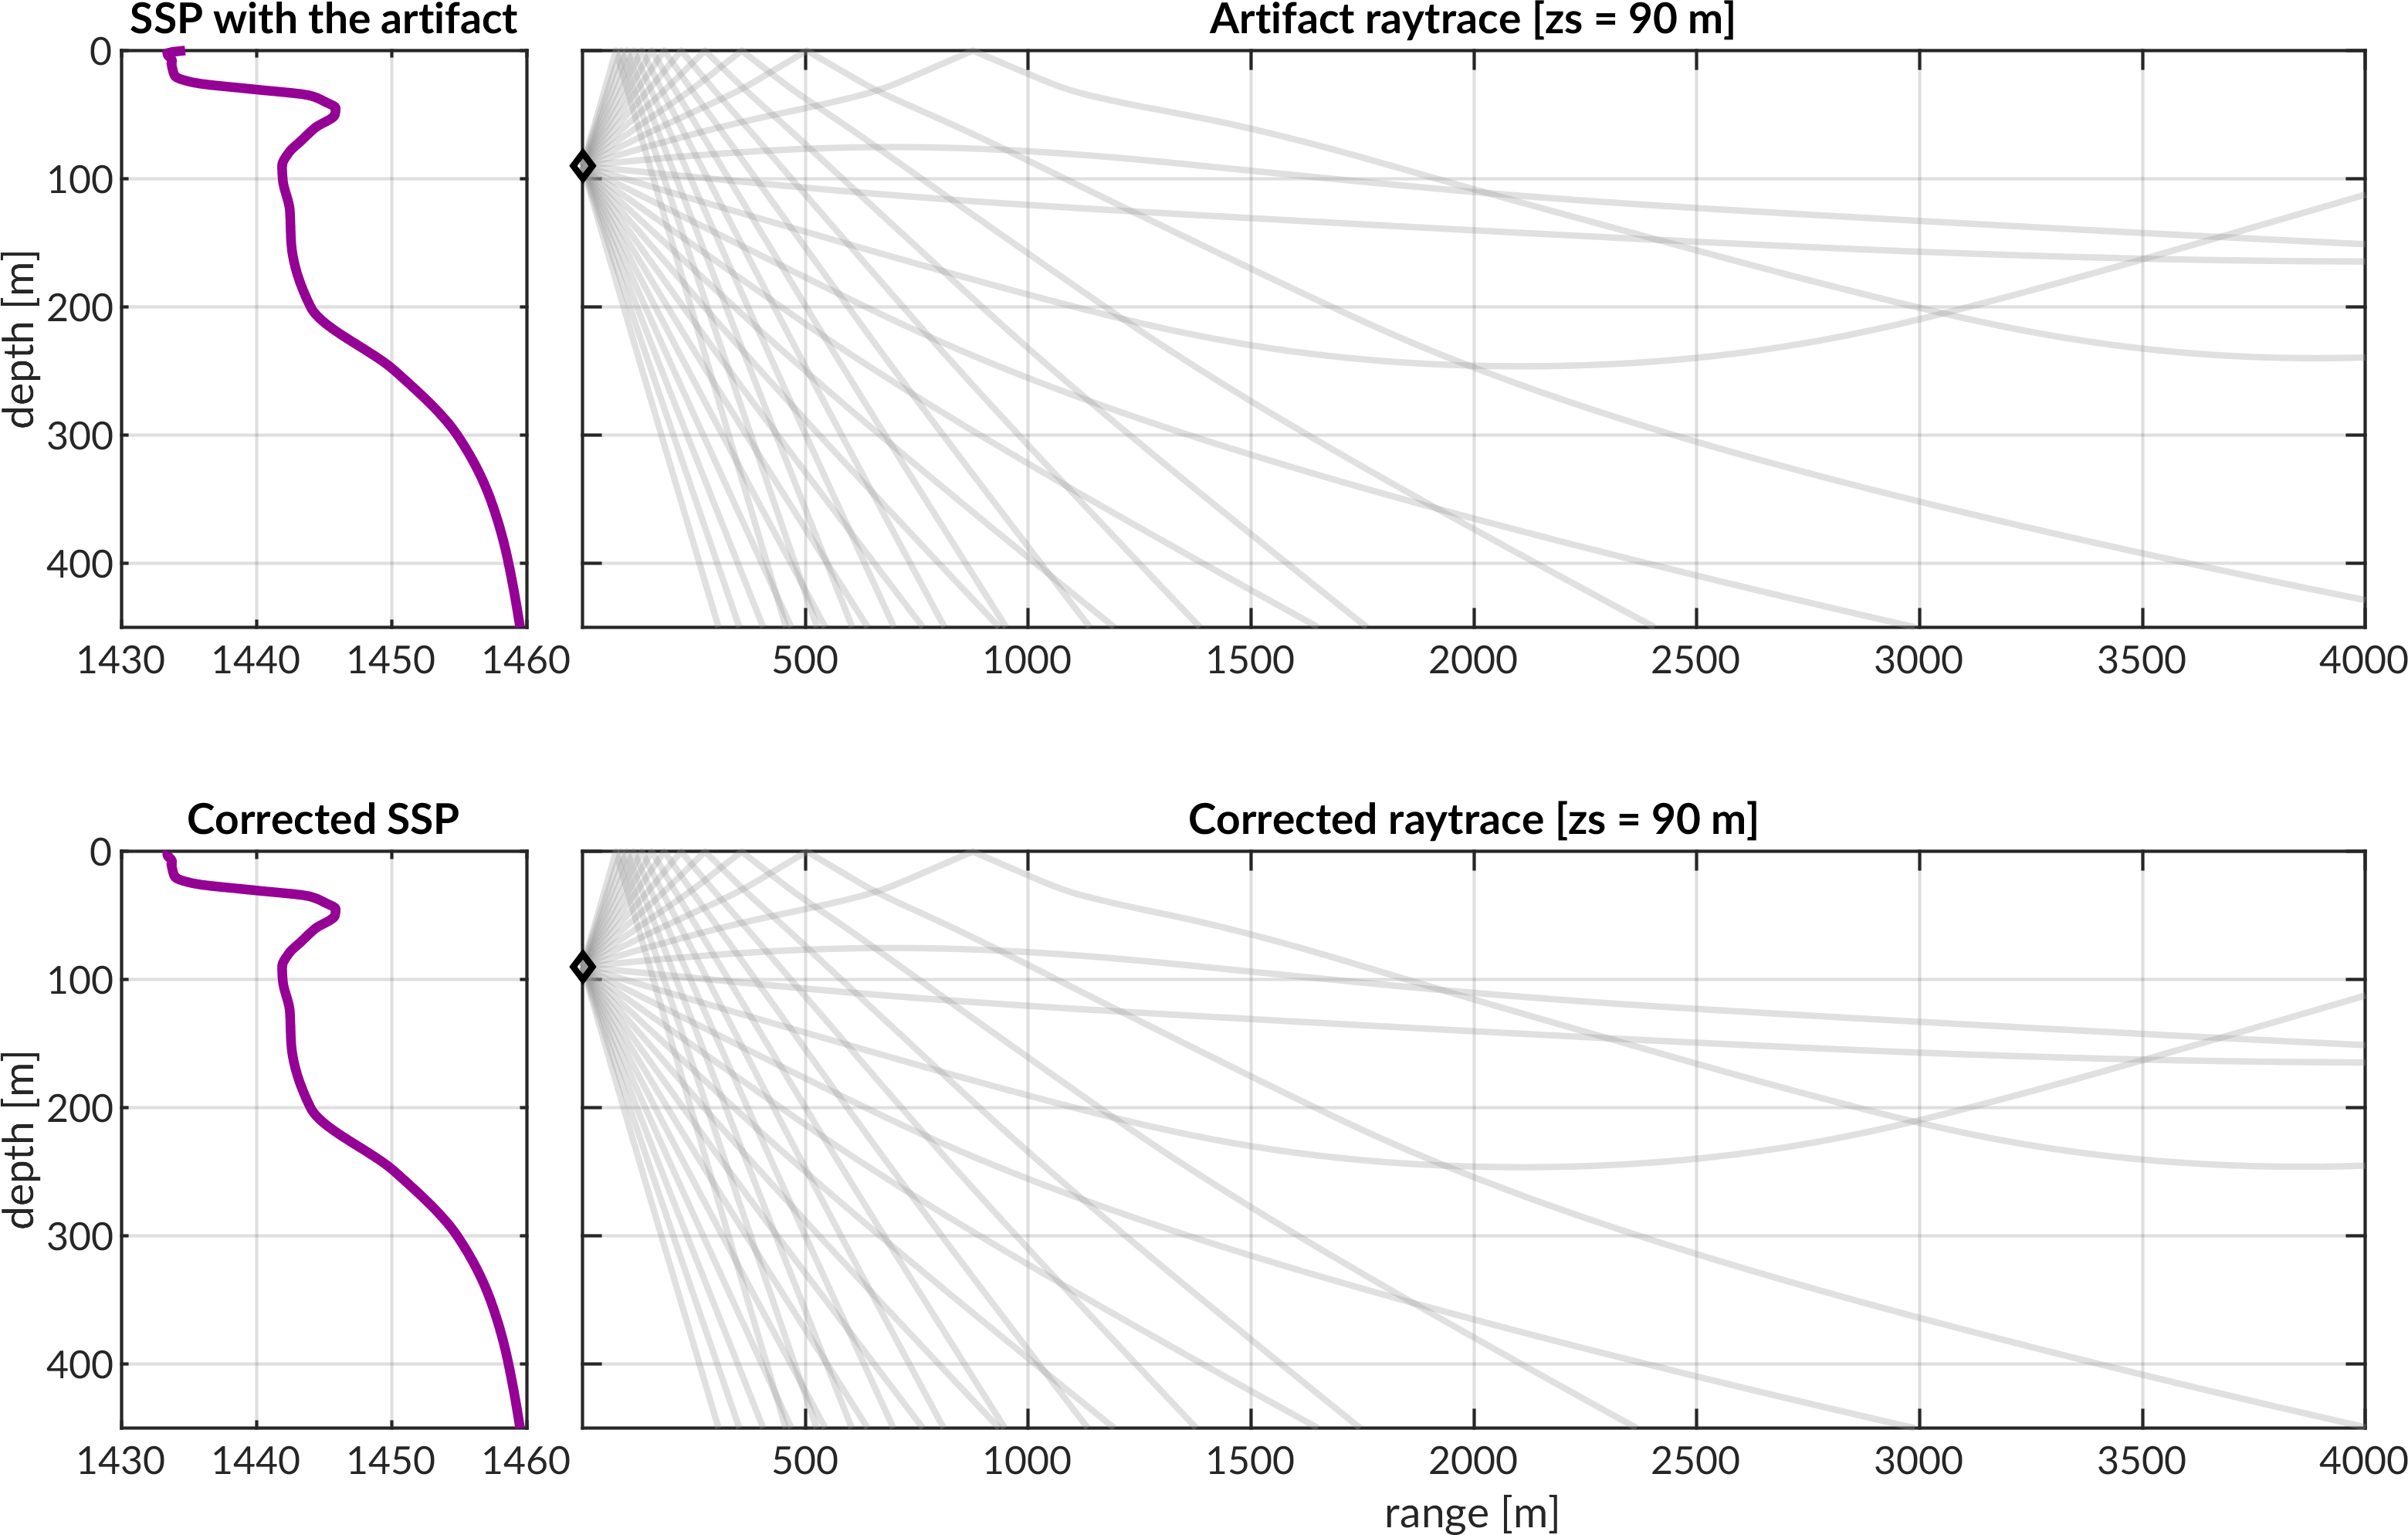 SSP with the artifact
Artifact raytrace [zs = 90 m]
depth [m]
0
100
200
300
400
1430 1440 1450 1460
500 1000 1500 2000 2500 3000 3500 4000
Corrected SSP
Corrected raytrace [zs = 90 m]
depth [m]
0
100
200
300
400
1430 1440 1450 1460
500 1000 1500 2000 2500 3000 3500 4000
range [m]